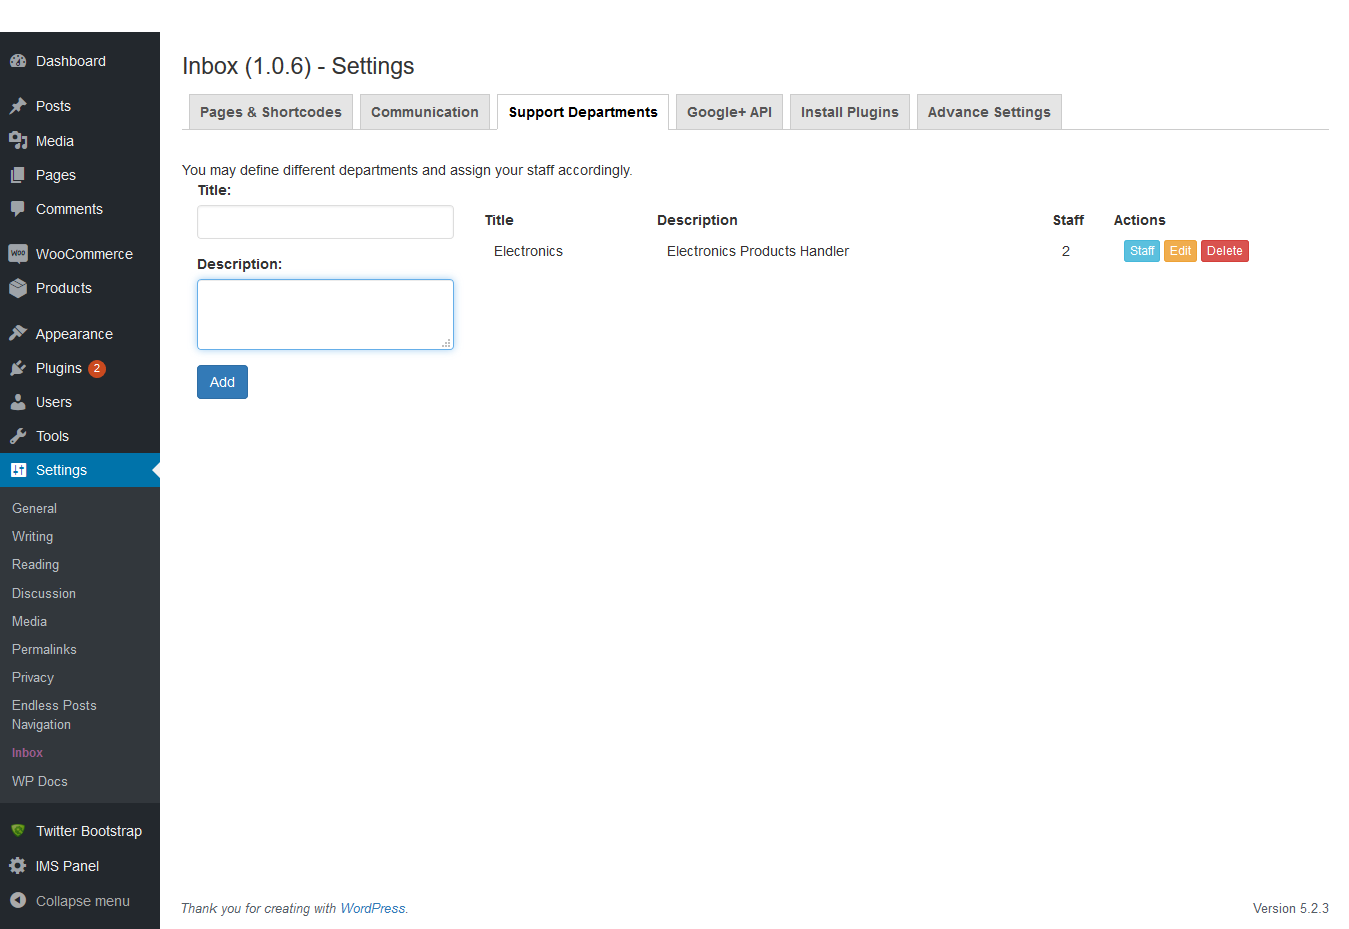 Dashboard
Posts
Media
Pages
Comments
WooCommerce
Products
Appearance
Plugins 2
Users
Tools
Settings
General
Writing
Reading
Discussion
Media
Permalinks
Privacy
Endless Posts
Navigation
Inbox
WP Docs
Twitter Bootstrap
IMS Panel
Collapse menu
Inbox (1.0.6) - Settings
Pages & Shortcodes Communication Support Departments Google+ API Install Plugins Advance Settings
You may define different departments and assign your staff accordingly.
Title:
Description:
Add
Title Description Staff Actions
Electronics Electronics Products Handler 2 Staff Edit Delete
Thank you for creating with WordPress. Version 5.2.3